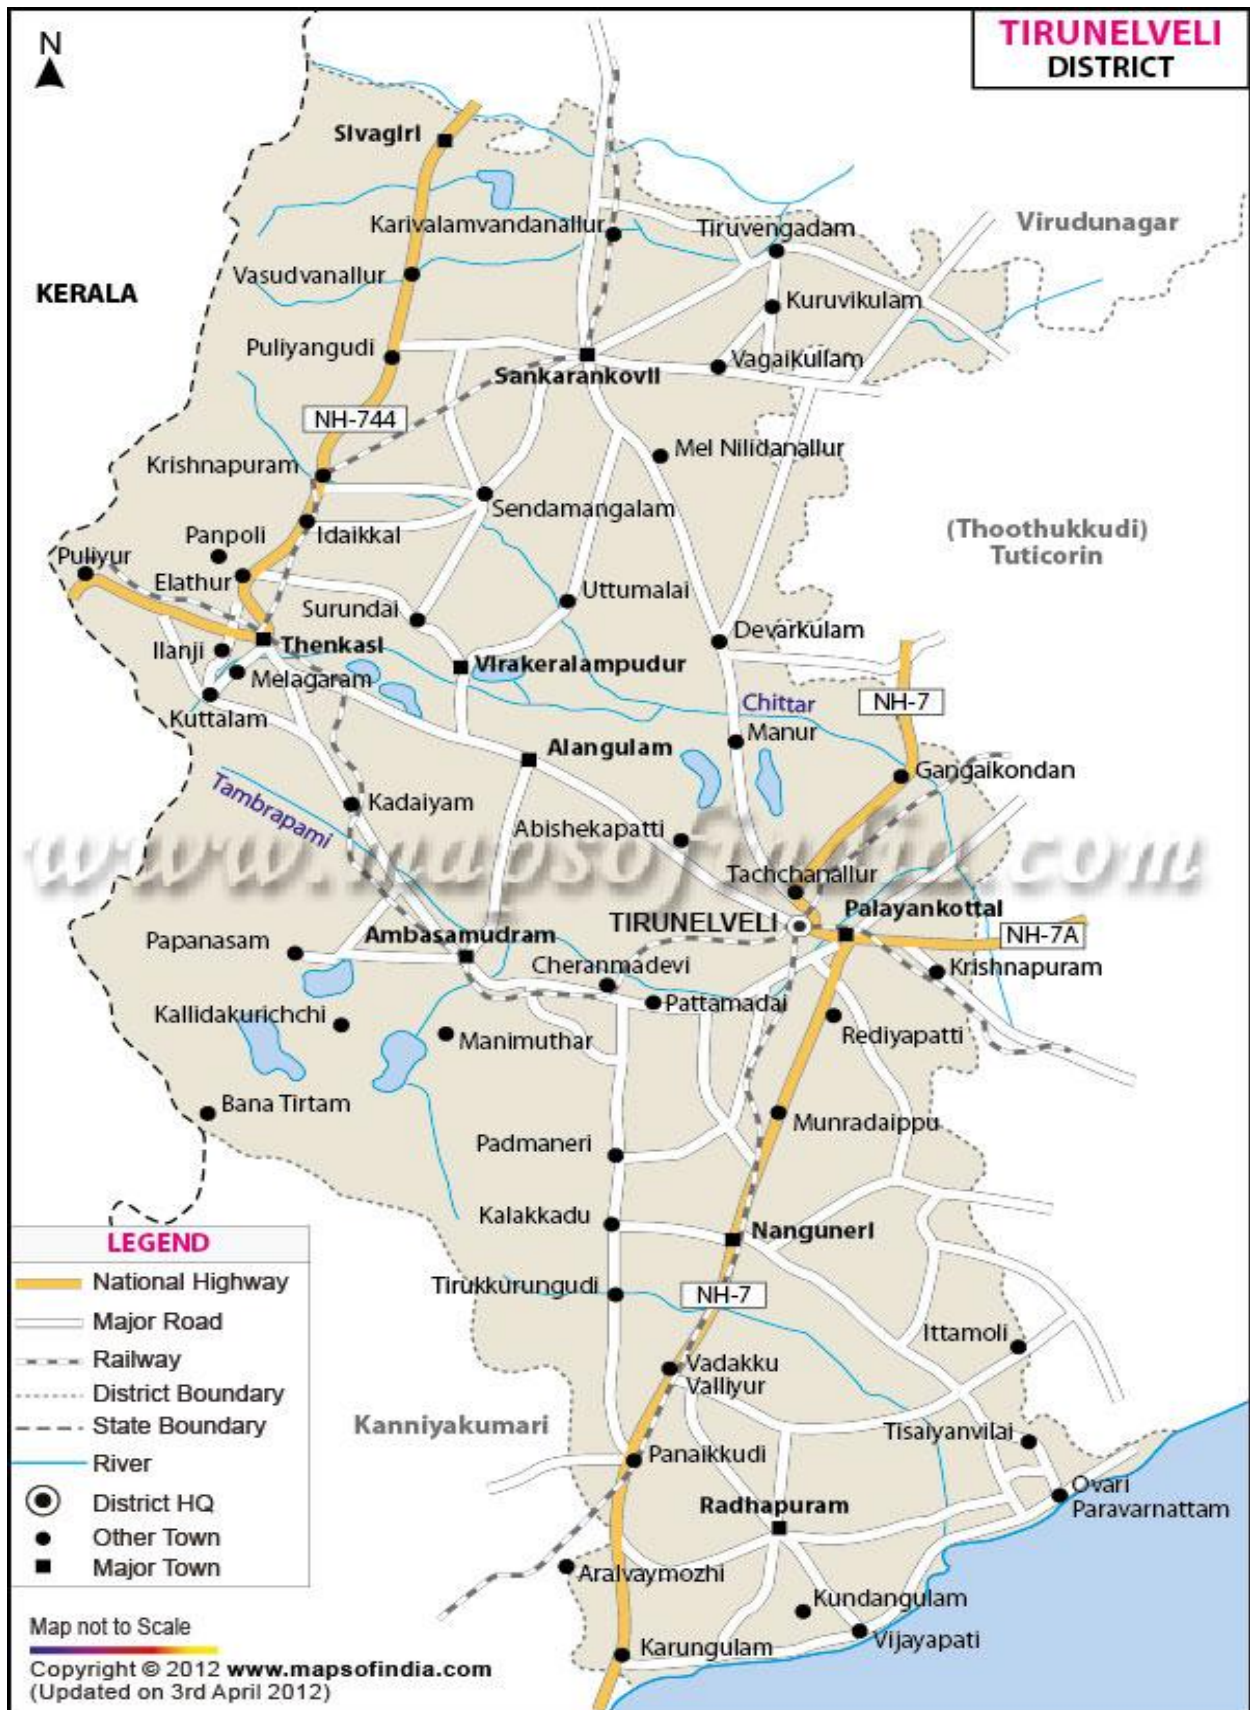 N
TIRUNELVELI
DISTRICT
Sivagiri
Karivalamvandanallur
Tiruvengadam
Virudunagar
Vasudvanallur
KERALA
Kuruvikulam
Puliyangudi
Vagaikullam
Sankarankovil
NH-744
Mel Nilidanallur
Krishnapuram
Sendamangalam
Panpoli
Idaikkal
(Thoothukkudi)
Tuticorin
Puliyur
Elathur
Uttumalai
Surundai
Devarkulam
Ilanji
Thenkasi
Virakeralampudur
Melagaram
Kuttalam
Chittar
NH-7
Manur
Alangulam
Gangaikondan
Tambrapami
Kadaiyam
Abishekapatti
www.mapsofindia.com
Tachchanallur
TIRUNELVELI
Palayankottai
Papanasam
Ambasamudram
NH-7A
Cheranmadevi
Krishnapuram
Pattamadai
Kallidakurichchi
Manimuthar
Rediyapatti
Bana Tirtam
Munradaippu
Padmaneri
Kalakkadu
Nanguneri
Tirukkurungudi
NH-7
Ittamoli
Vadakku
Valliyur
Kanniyakumari
Tisaiyanvilai
Panaikkudi
Ovari
Paravarnattam
Radhapuram
Aralvaymozhi
Kundangulam
Vijayapati
Karungulam
LEGEND
National Highway
Major Road
Railway
District Boundary
State Boundary
River
District HQ
Other Town
Major Town
Map not to Scale
Copyright © 2012 www.mapsofindia.com
(Updated on 3rd April 2012)